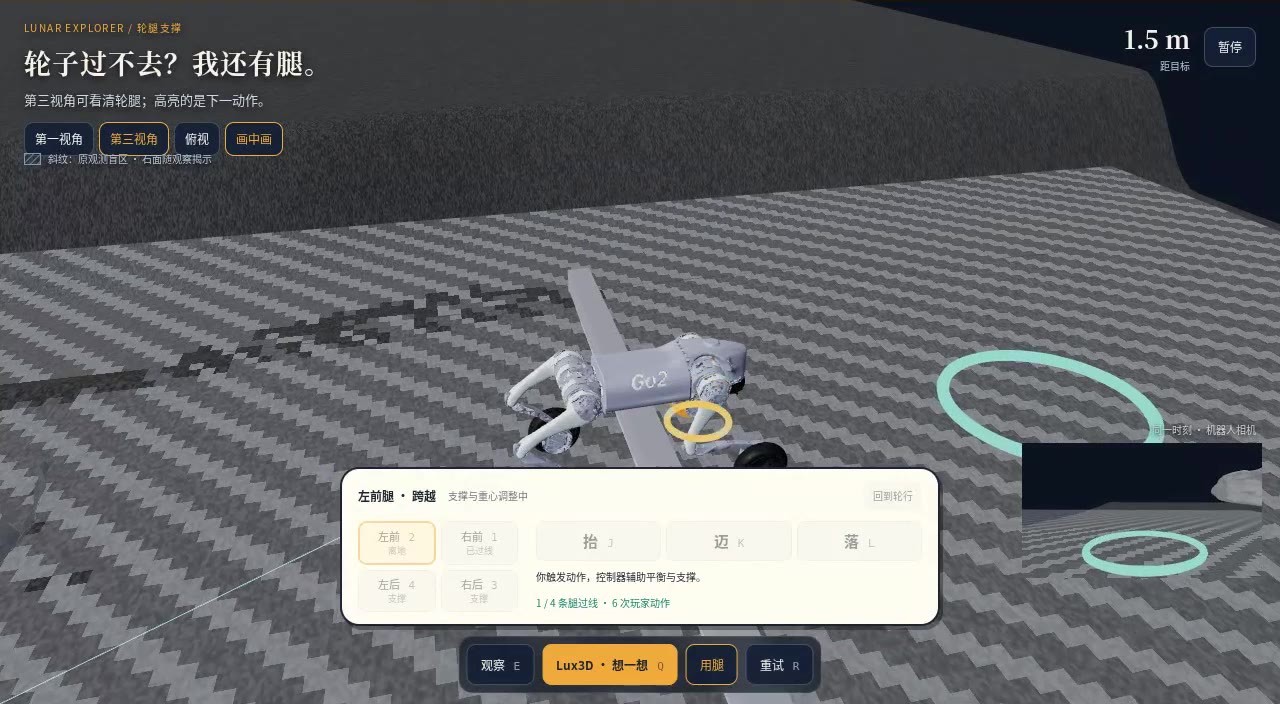 LUNAR EXPLORER / 轮腿支撑
轮子过不去？我还有腿。
第三视角可看清轮腿；高亮的是下一动作。
第一视角 第三视角 俯视 画中画
斜纹：原观测盲区 · 石面随观察揭示
1.5 m
距目标
暂停
Go2
同一时刻 · 机器人相机
左前腿 · 跨越 支撑与重心调整中 回到轮行
左前 2
离地
右前 1
已过线
左后 4
支撑
右后 3
支撑
抬 J 迈 K 落 L
你触发动作，控制器辅助平衡与支撑。
1 / 4 条腿过线 · 6 次玩家动作
观察 E Lux3D · 想一想 Q 用腿 重试 R